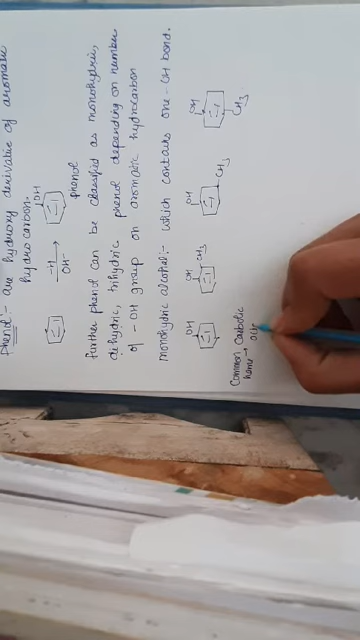 phenol :- are hydroxy derivative of aromatic
hydrocarbon.
-H
OH⁻
OH
phenol
further phenol can be classified as monohydric,
dihydric, trihydric phenol depending on number
of -OH group on aromatic hydrocarbon
monohydric alcohol:- which contains one -OH bond.
OH
OH CH3
OH
CH3
OH
CH3
Common
name →
Carbolic